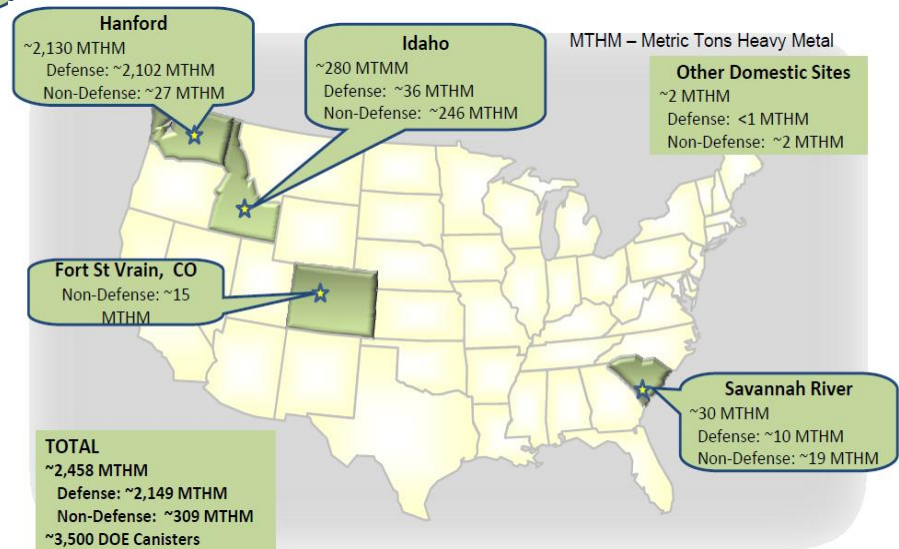 Hanford
~2,130 MTHM
Defense: ~2,102 MTHM
Non-Defense: ~27 MTHM
Idaho
~280 MTMM
Defense: ~36 MTHM
Non-Defense: ~246 MTHM
MTHM – Metric Tons Heavy Metal
Other Domestic Sites
~2 MTHM
Defense: <1 MTHM
Non-Defense: ~2 MTHM
Fort St Vrain, CO
Non-Defense: ~15
MTHM
Savannah River
~30 MTHM
Defense: ~10 MTHM
Non-Defense: ~19 MTHM
TOTAL
~2,458 MTHM
Defense: ~2,149 MTHM
Non-Defense: ~309 MTHM
~3,500 DOE Canisters